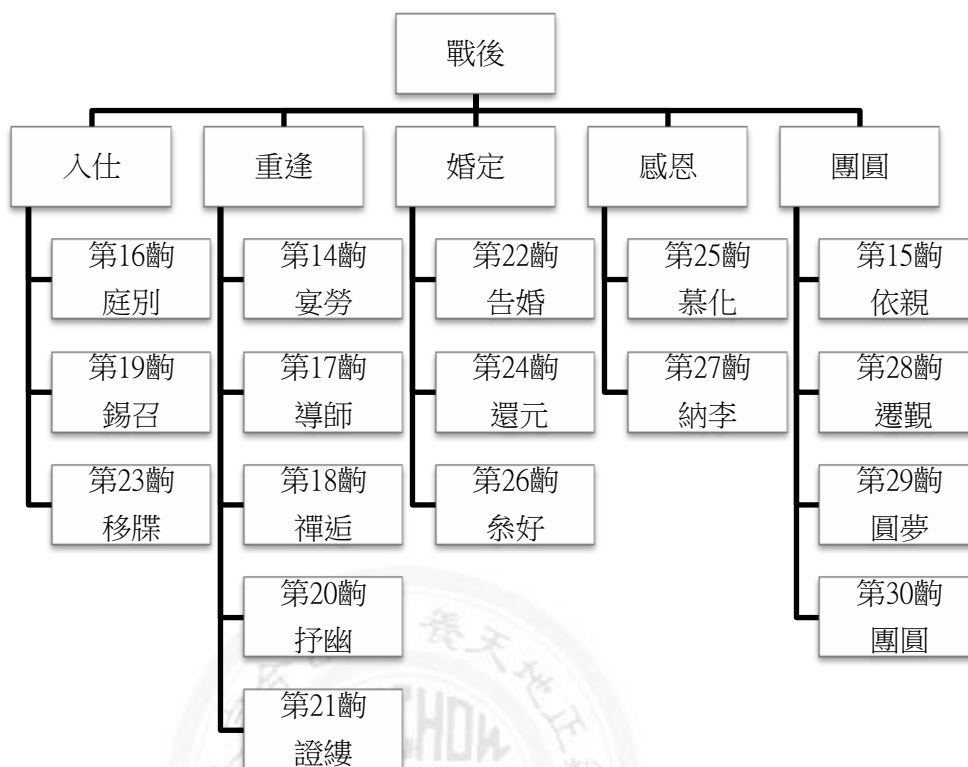 戰後
入仕
重逢
婚定
感恩
團圓
第16齣
庭別
第19齣
錫召
第23齣
移牒
第14齣
宴勞
第17齣
導師
第18齣
禪逅
第20齣
抒幽
第21齣
證縷
第22齣
告婚
第24齣
還元
第26齣
叅好
第25齣
慕化
第27齣
納李
第15齣
依親
第28齣
遷覲
第29齣
圓夢
第30齣
團圓